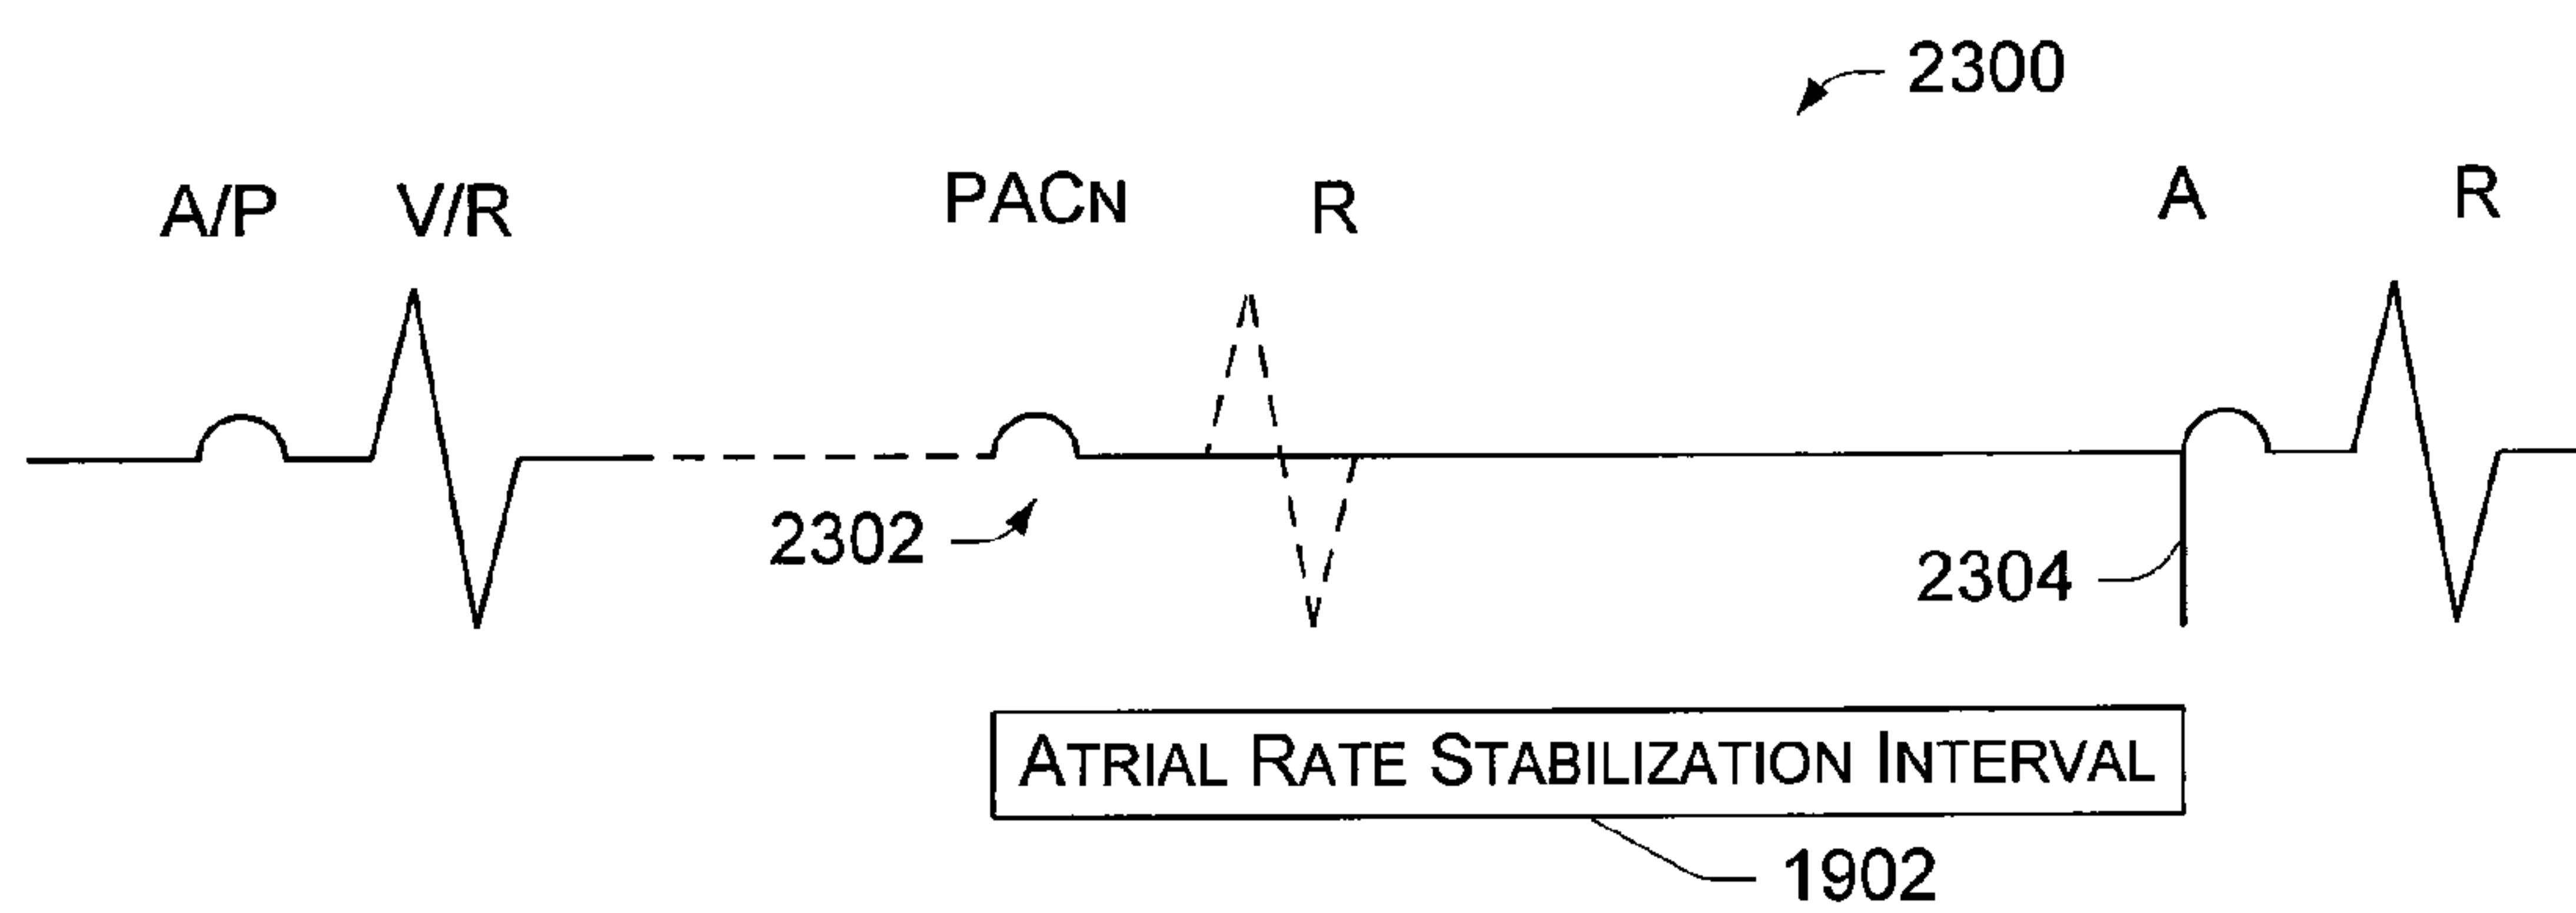 2300
A/P V/R PACN R A R
2302
2304
ATRIAL RATE STABILIZATION INTERVAL
1902